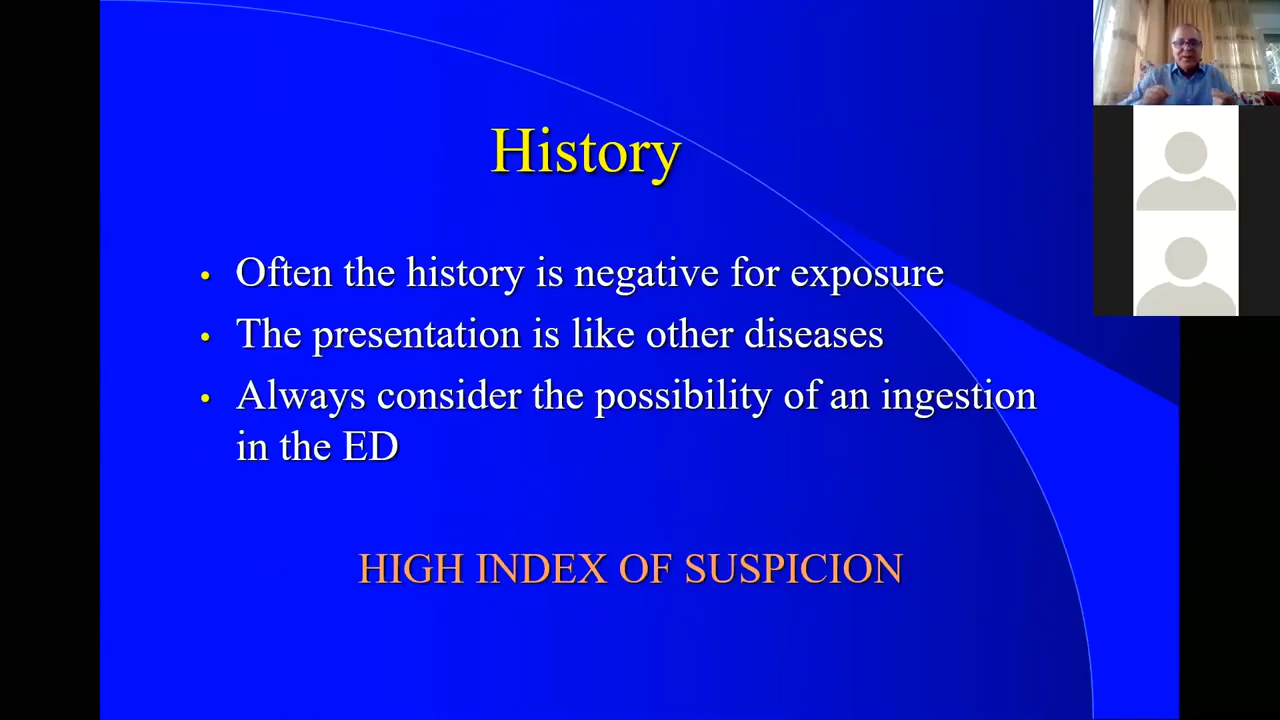 History
• Often the history is negative for exposure
• The presentation is like other diseases
• Always consider the possibility of an ingestion
in the ED
HIGH INDEX OF SUSPICION